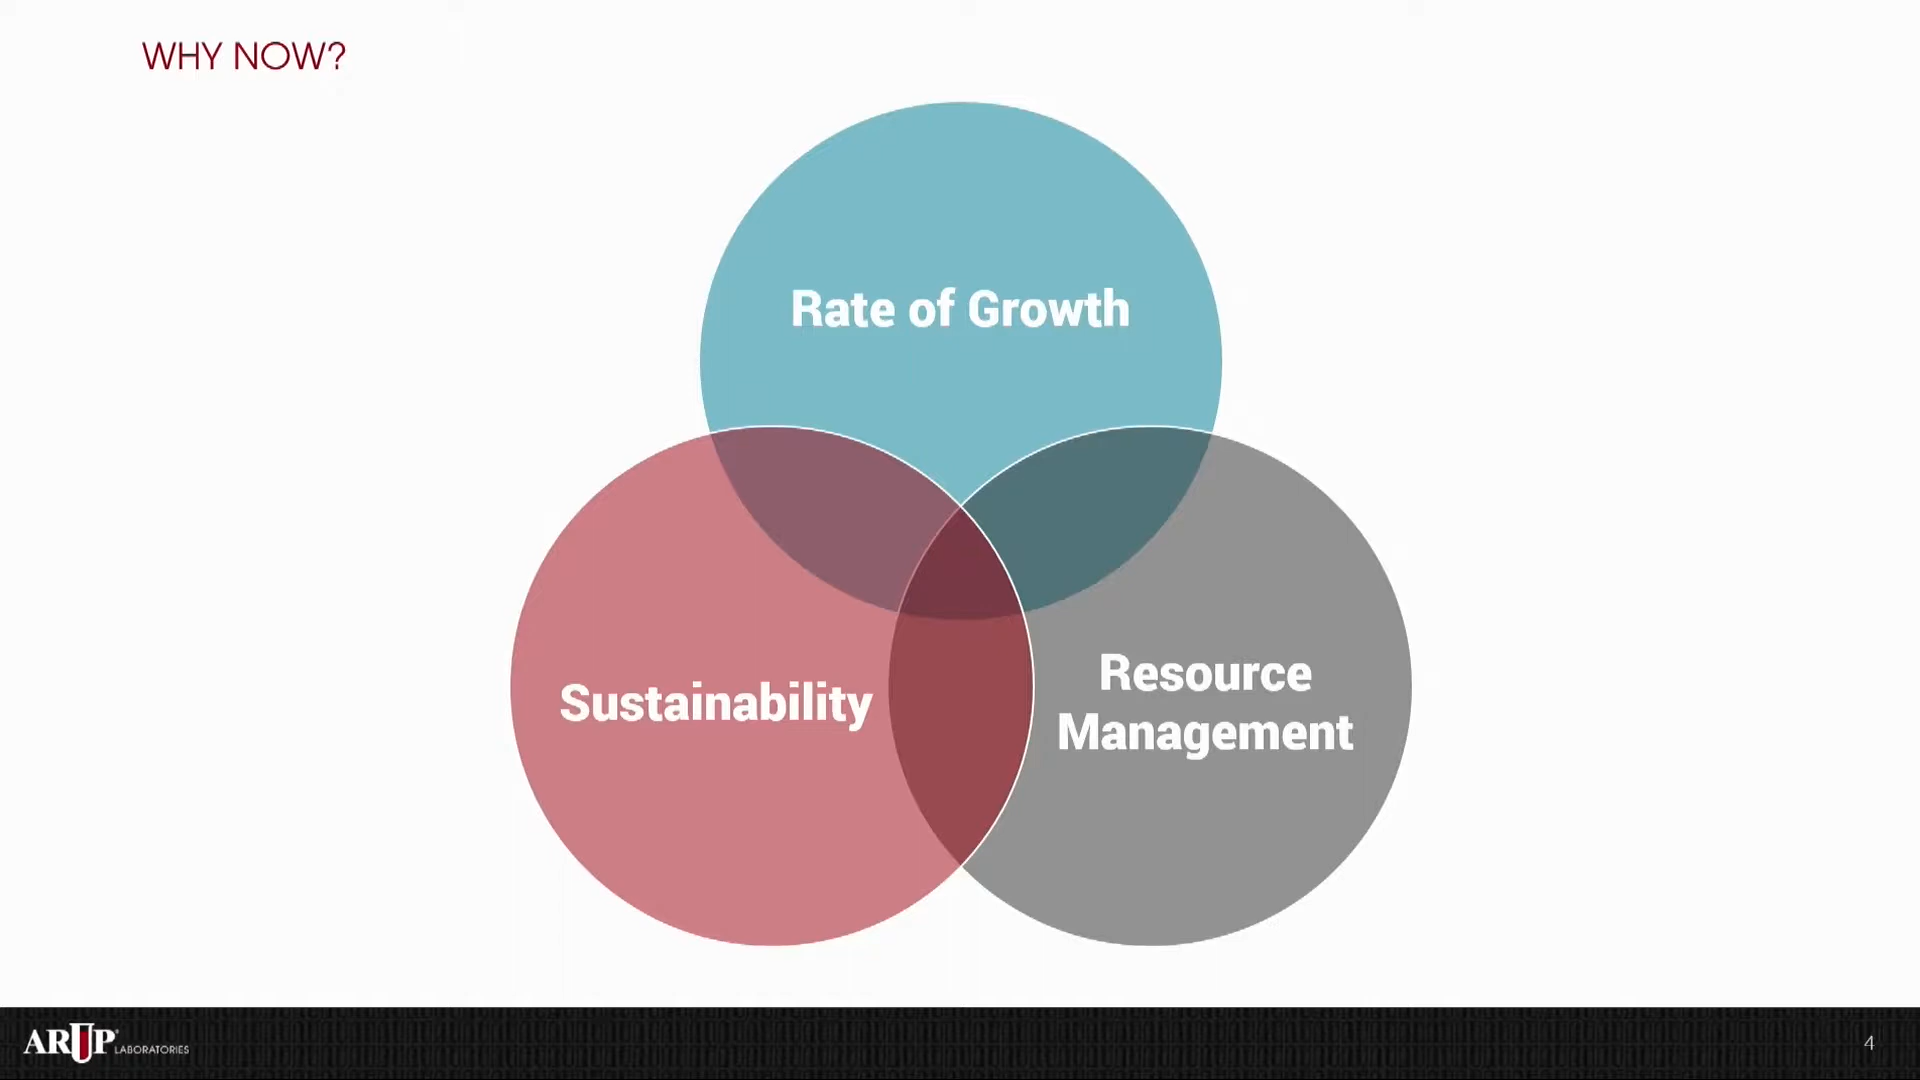 WHY NOW?
Rate of Growth
Sustainability
Resource
Management
ARUP® LABORATORIES
4